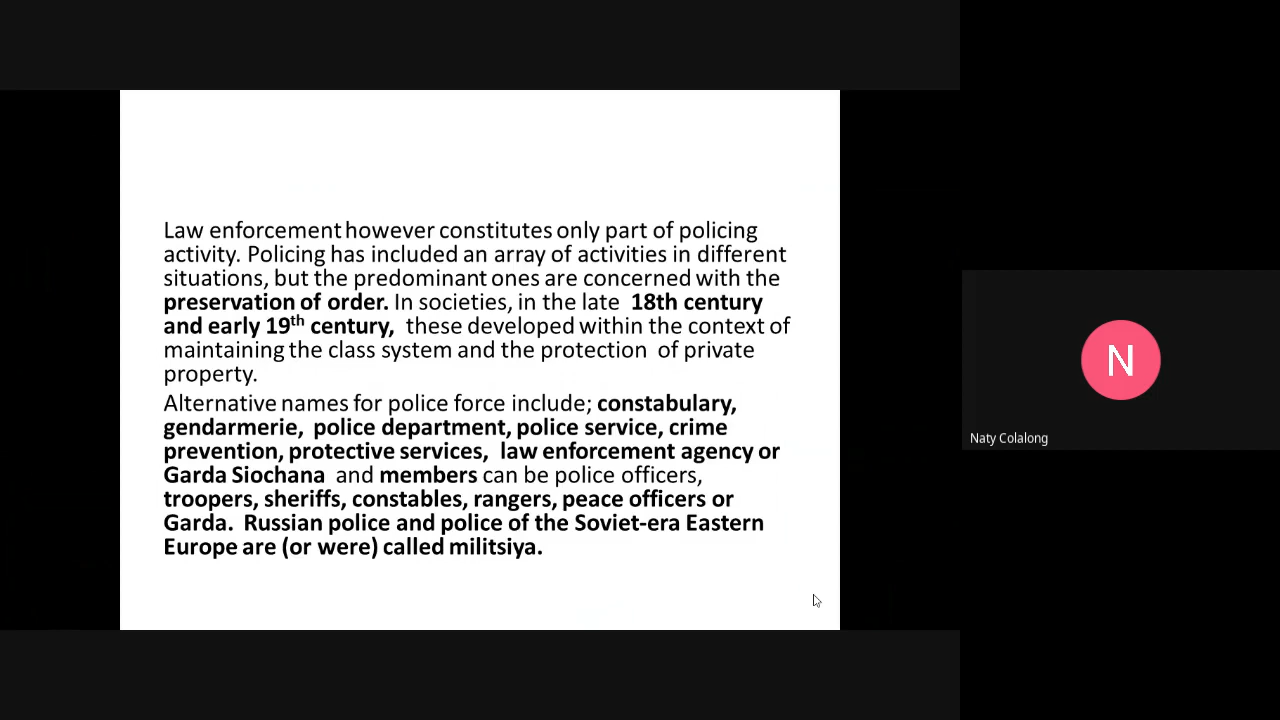 Law enforcement however constitutes only part of policing
activity. Policing has included an array of activities in different
situations, but the predominant ones are concerned with the
preservation of order. In societies, in the late 18th century
and early 19th century, these developed within the context of
maintaining the class system and the protection of private
property.
Alternative names for police force include; constabulary,
gendarmerie, police department, police service, crime
prevention, protective services, law enforcement agency or
Garda Siochana and members can be police officers,
troopers, sheriffs, constables, rangers, peace officers or
Garda. Russian police and police of the Soviet-era Eastern
Europe are (or were) called militsiya.
N
Naty Colalong